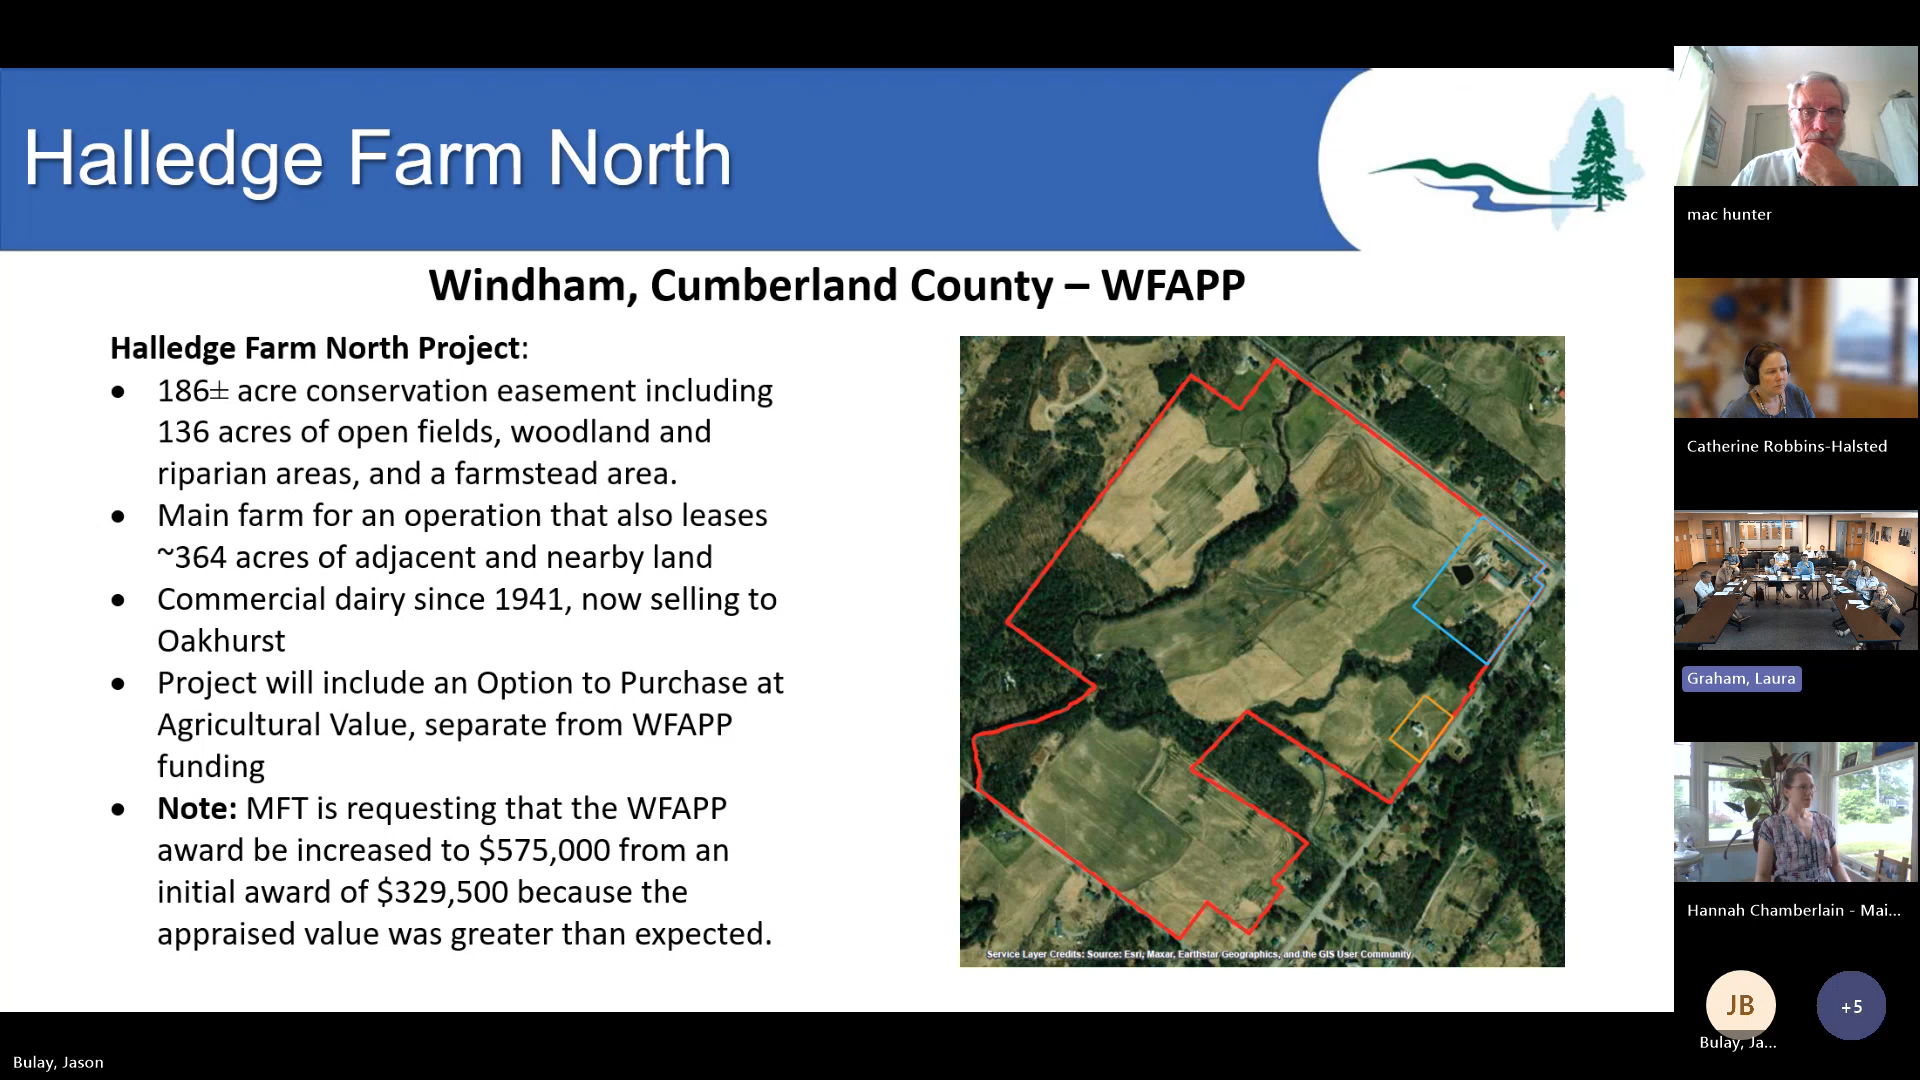 Halledge Farm North
Windham, Cumberland County – WFAPP
Halledge Farm North Project:
• 186± acre conservation easement including
136 acres of open fields, woodland and
riparian areas, and a farmstead area.
• Main farm for an operation that also leases
~364 acres of adjacent and nearby land
• Commercial dairy since 1941, now selling to
Oakhurst
• Project will include an Option to Purchase at
Agricultural Value, separate from WFAPP
funding
• Note: MFT is requesting that the WFAPP
award be increased to $575,000 from an
initial award of $329,500 because the
appraised value was greater than expected.
Service Layer Credits: Source: Esri, Maxar, Earthstar Geographics, and the GIS User Community
mac hunter
Catherine Robbins-Halsted
Graham, Laura
Hannah Chamberlain - Mai...
JB
+5
Bulay, Ja...
Bulay, Jason